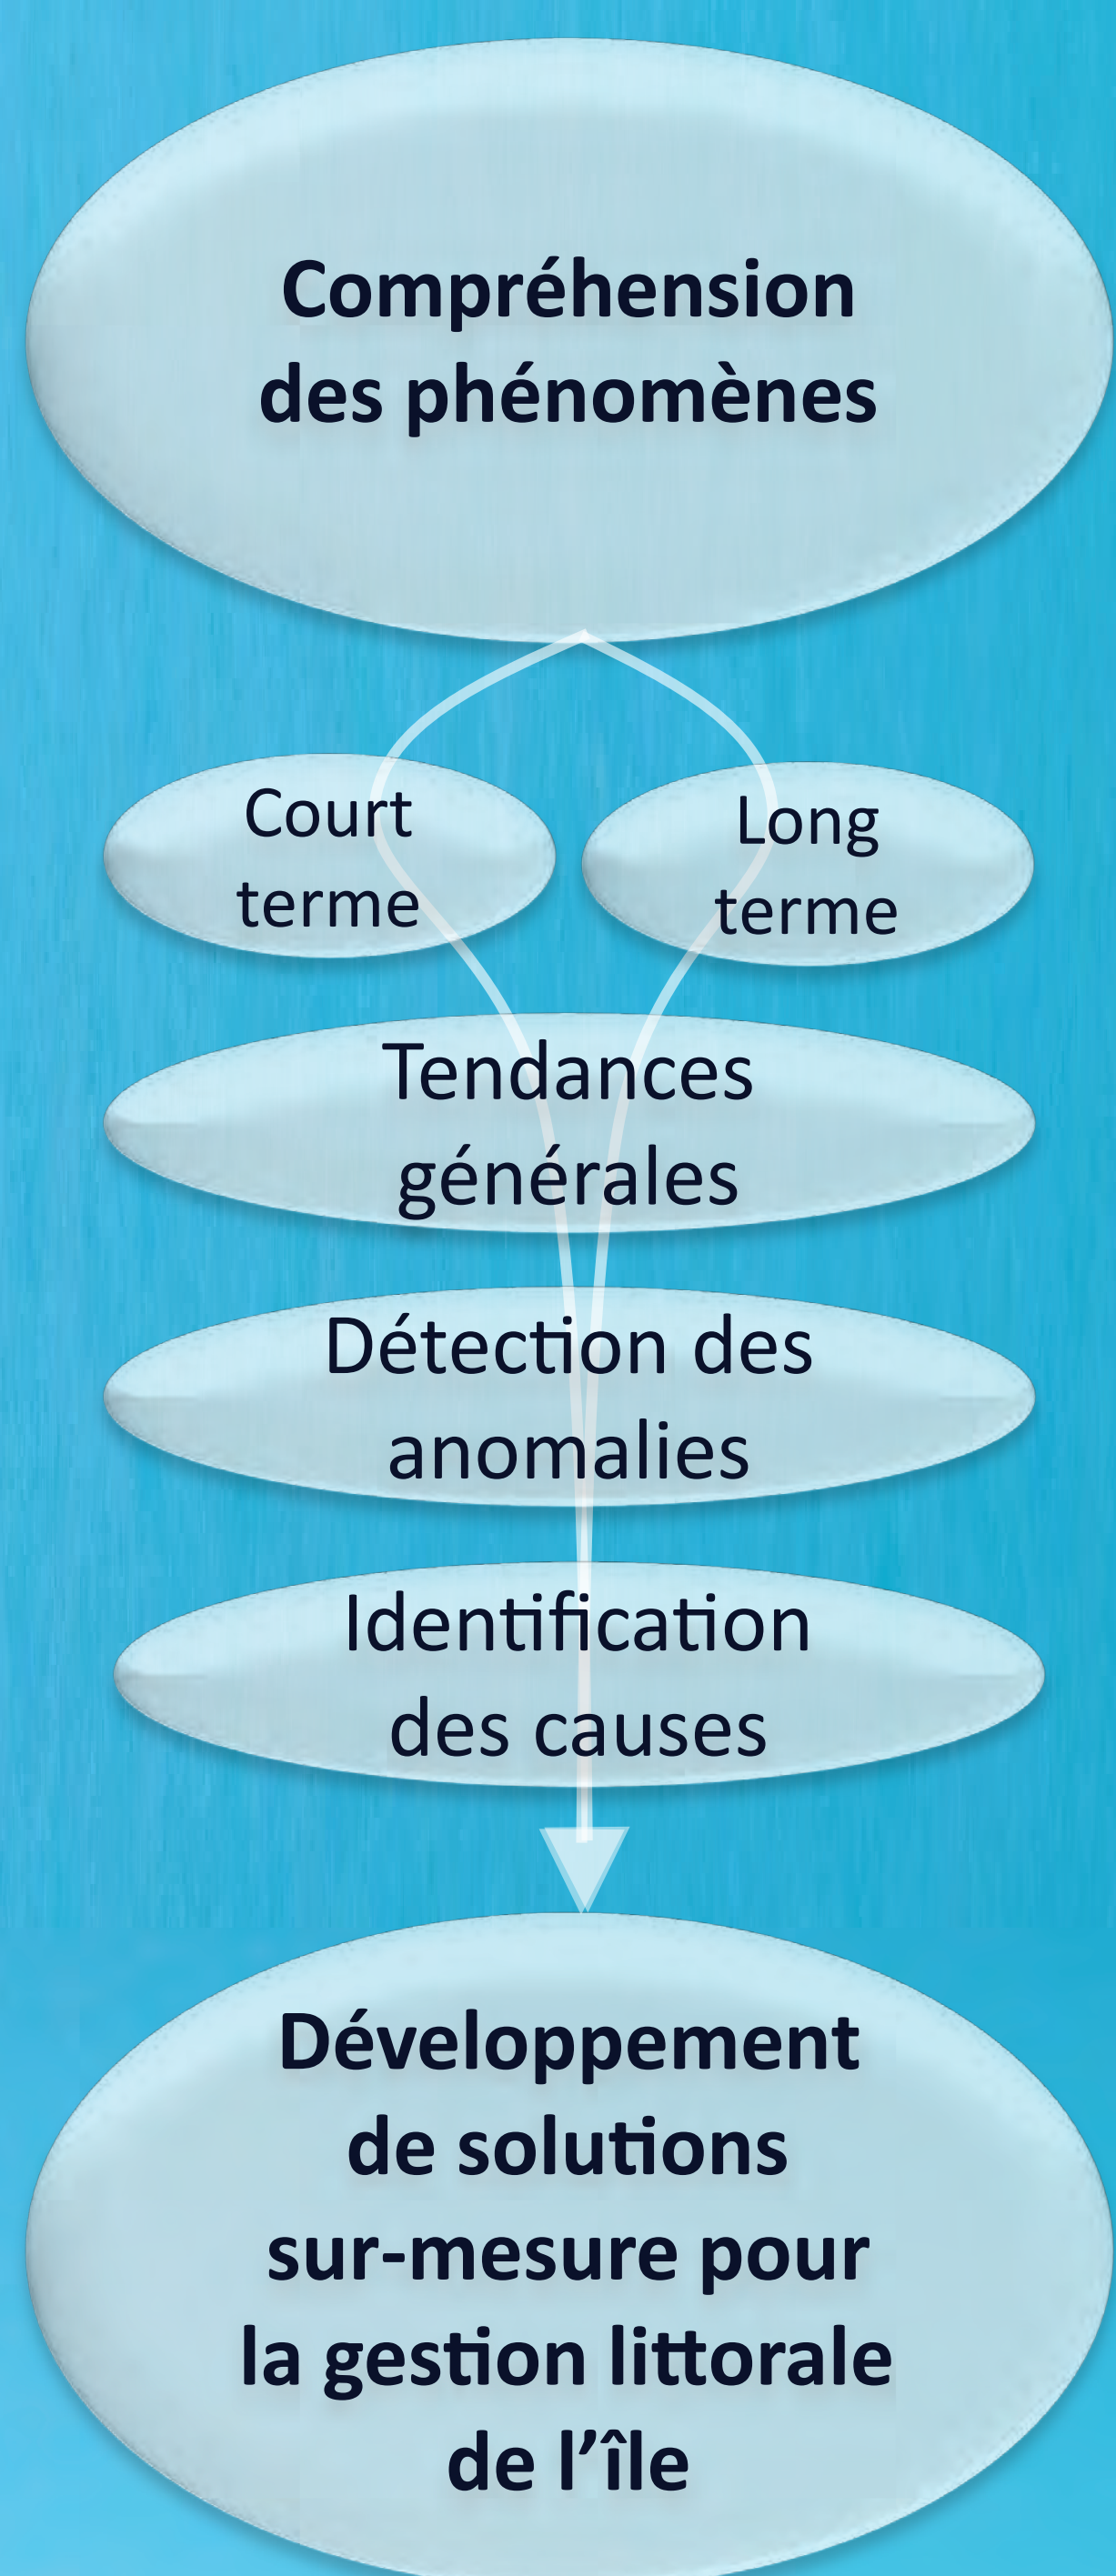 Compréhension
des phénomènes
Court
terme
Long
terme
Tendances
générales
Détection des
anomalies
Identification
des causes
Développement
de solutions
sur-mesure pour
la gestion littorale
de l’île